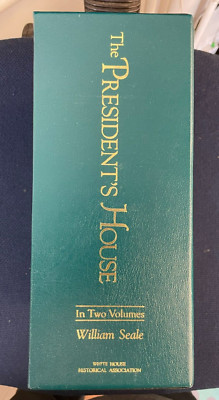 The PRESIDENT'S HOUSE
In Two Volumes
William Seale
WHITE HOUSE
HISTORICAL ASSOCIATION